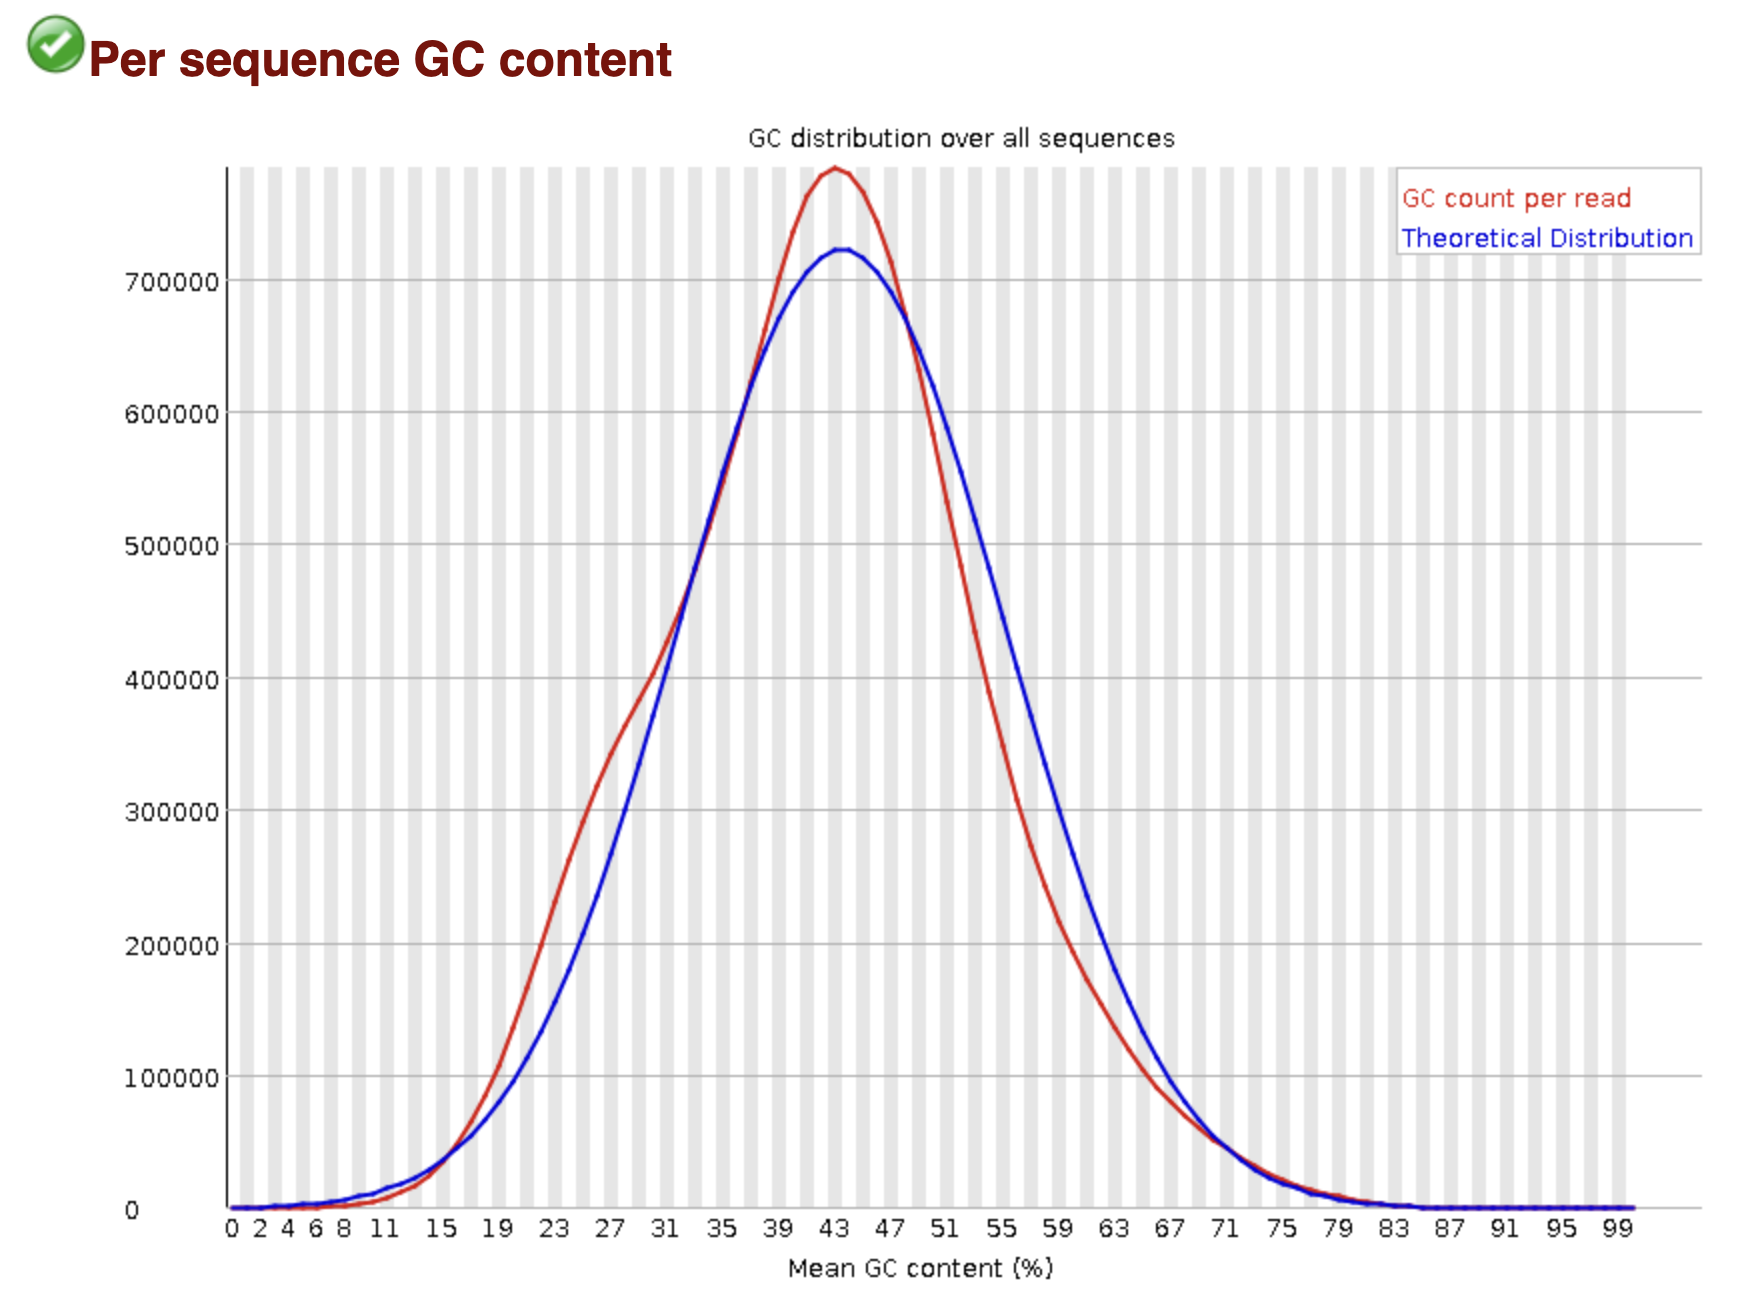 Per sequence GC content
GC distribution over all sequences
GC count per read
Theoretical Distribution
700000
600000
500000
400000
300000
200000
100000
0
0 2 4 6 8 11 15 19 23 27 31 35 39 43 47 51 55 59 63 67 71 75 79 83 87 91 95 99
Mean GC content (%)